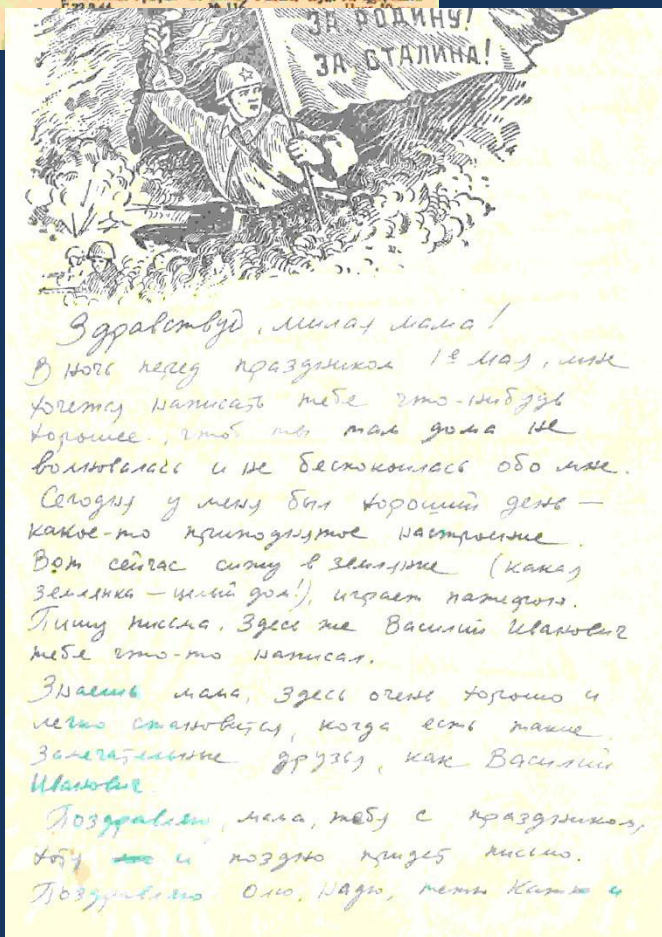 № 11
ЗА РОДИНУ!
ЗА СТАЛИНА!
Здравствуй, милая мама!
В ночь перед праздником 1е мая, мне
хочется написать тебе что-нибудь
хорошее, чтоб ты там дома не
волновалась и не беспокоилась обо мне.
Сегодня у меня был хороший день –
какое-то приподнятое настроение.
Вот сейчас сижу в землянке (какая
землянка – целый дом!), играет патефон.
Пишу письма. Здесь же Василий Иванович
тебе что-то написал.
Знаешь мама, здесь очень хорошо и
легко становится, когда есть такие
замечательные друзья, как Василий
Иванович
Поздравляю, мама, тебя с праздником,
хотя и поздно придет письмо.
Поздравляю Олю, Надю, тетю Катю и